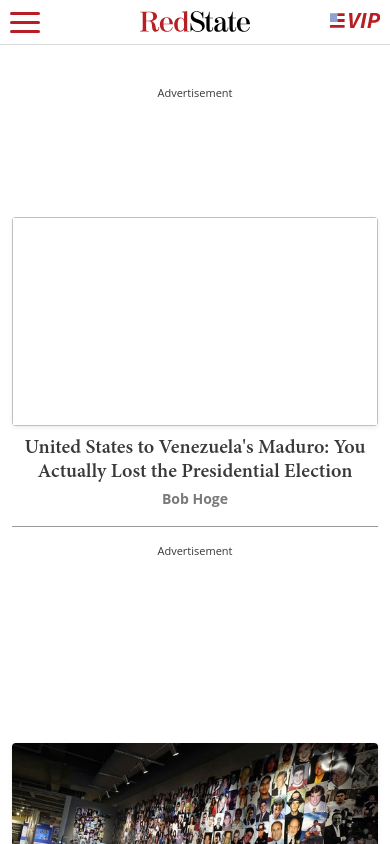 RedState
VIP
Advertisement
United States to Venezuela's Maduro: You
Actually Lost the Presidential Election
Bob Hoge
Advertisement